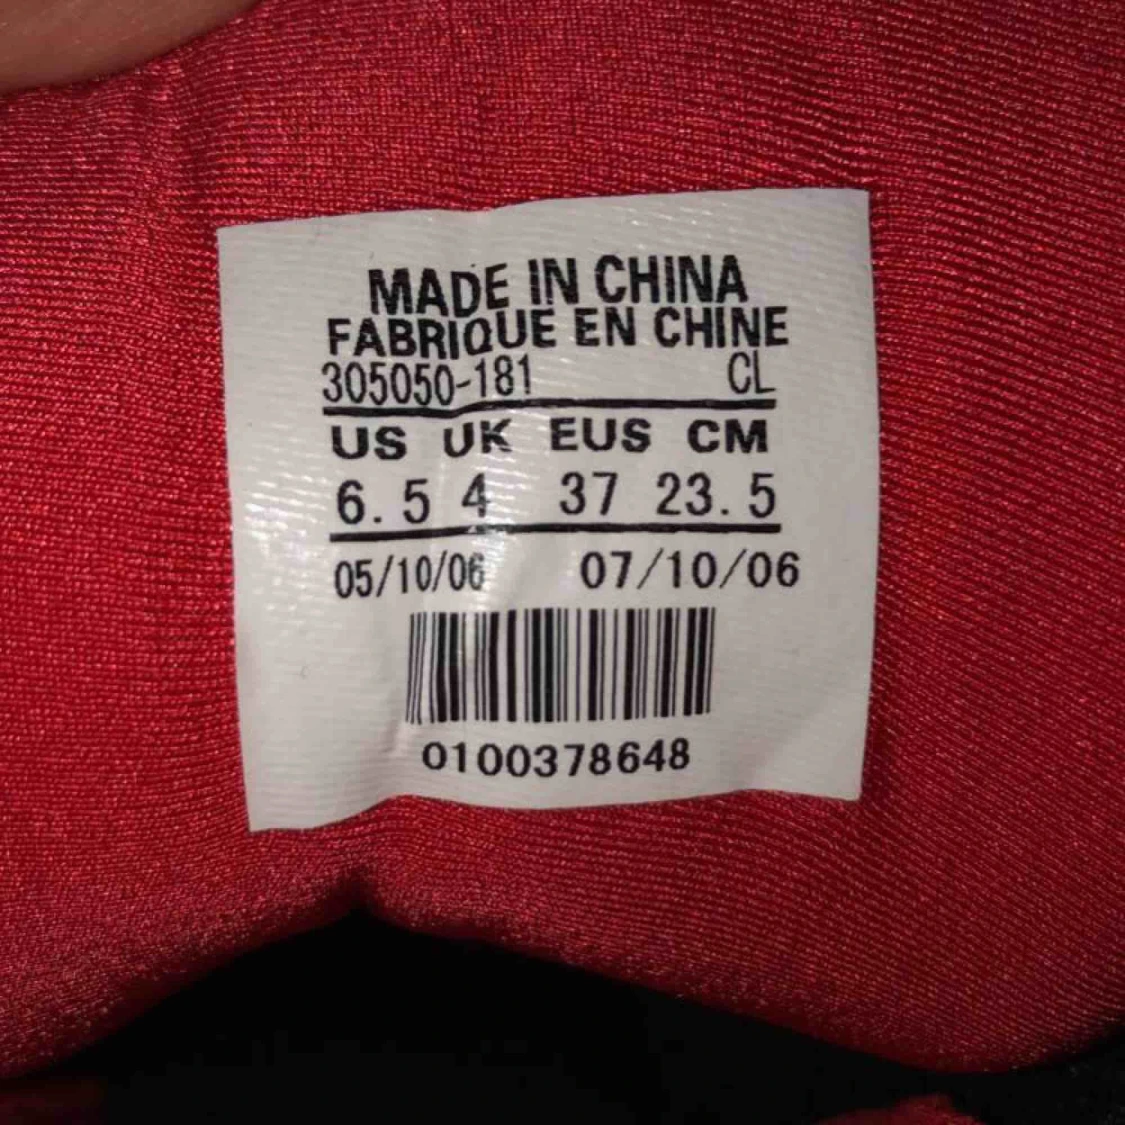 MADE IN CHINA
FABRIQUE EN CHINE
305050-181 CL
US UK EUS CM
6.5 4 37 23.5
05/10/06 07/10/06
0100378648